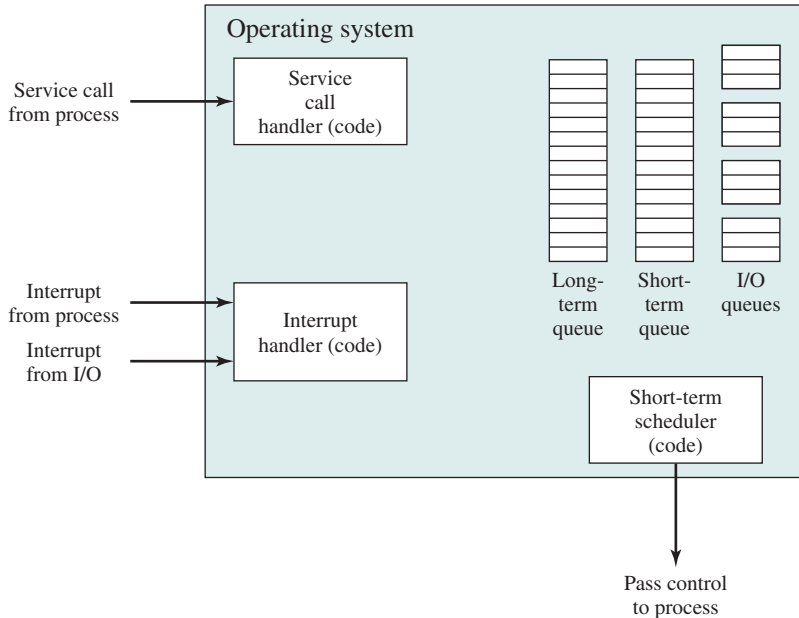 Operating system
Service call
from process
Service
call
handler (code)
Interrupt
from process
Interrupt
from I/O
Interrupt
handler (code)
Long-
term
queue
Short-
term
queue
I/O
queues
Short-term
scheduler
(code)
Pass control
to process